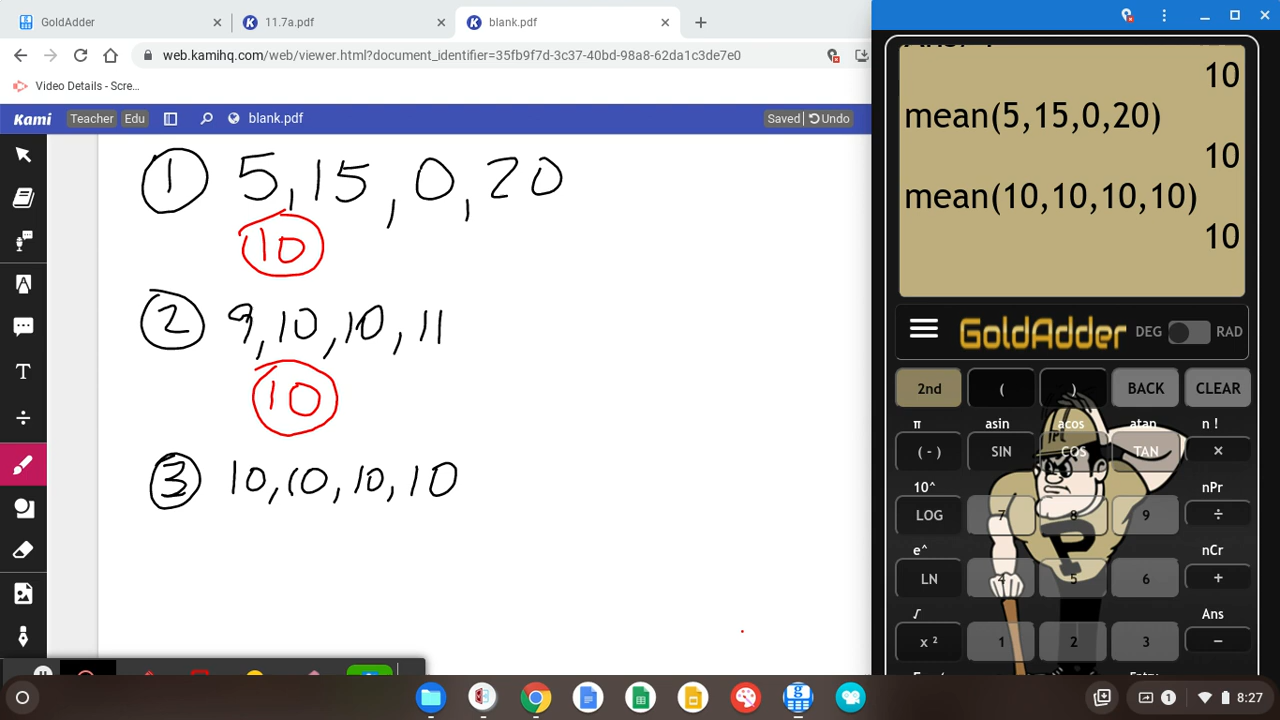 GoldAdder
11.7a.pdf
blank.pdf
web.kamihq.com/web/viewer.html?document_identifier=35fb9f7d-3c37-40bd-98a8-62da1c3de7e0
Video Details - Scre...
Kami Teacher Edu blank.pdf Saved Undo
1 5, 15, 0, 20
10
2 9, 10, 10, 11
10
3 10, 10, 10, 10
10
mean(5,15,0,20)
10
mean(10,10,10,10)
10
GoldAdder DEG RAD
2nd ( ) BACK CLEAR
π asin acos atan n !
(-) SIN COS TAN ×
10^ nPr
LOG 7 8 9 ÷
e^ nCr
LN 4 5 6 +
√ Ans
x² 1 2 3 −
IPL
P
1 8:27